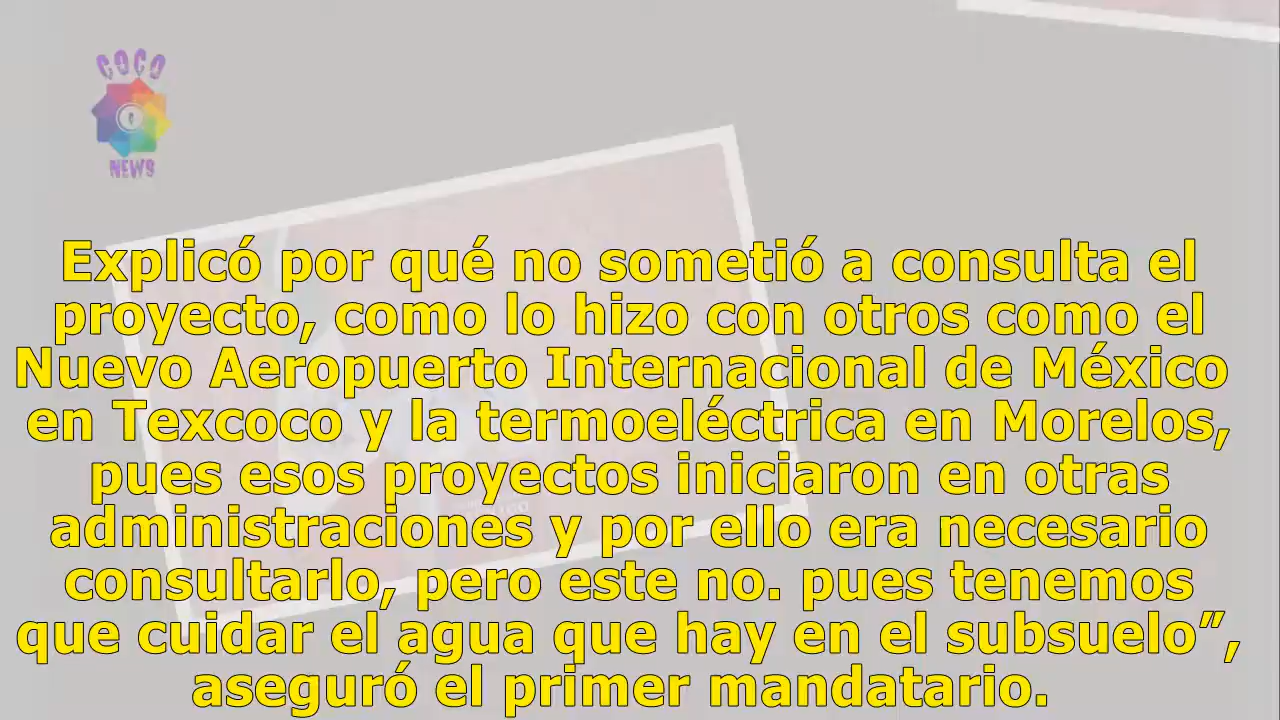 COCO
NEWS
Explicó por qué no sometió a consulta el
proyecto, como lo hizo con otros como el
Nuevo Aeropuerto Internacional de México
en Texcoco y la termoeléctrica en Morelos,
pues esos proyectos iniciaron en otras
administraciones y por ello era necesario
consultarlo, pero este no. pues tenemos
que cuidar el agua que hay en el subsuelo”,
aseguró el primer mandatario.